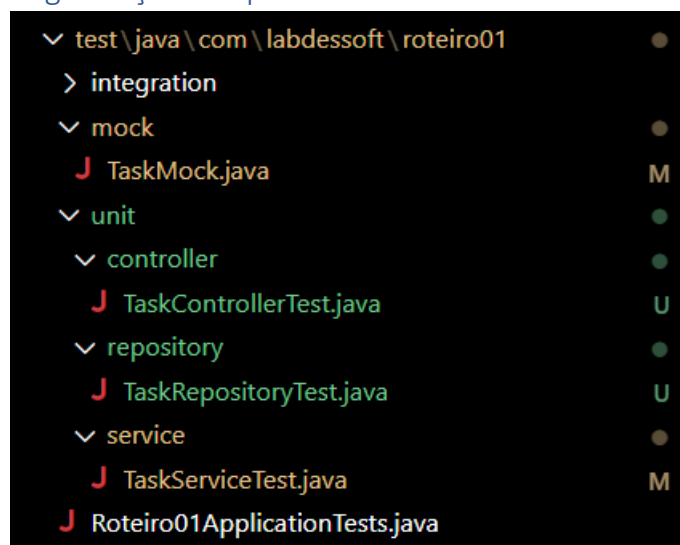 test\java\com\labdessoft\roteiro01
integration
mock
J TaskMock.java M
unit
controller
J TaskControllerTest.java U
repository
J TaskRepositoryTest.java U
service
J TaskServiceTest.java M
J Roteiro01ApplicationTests.java